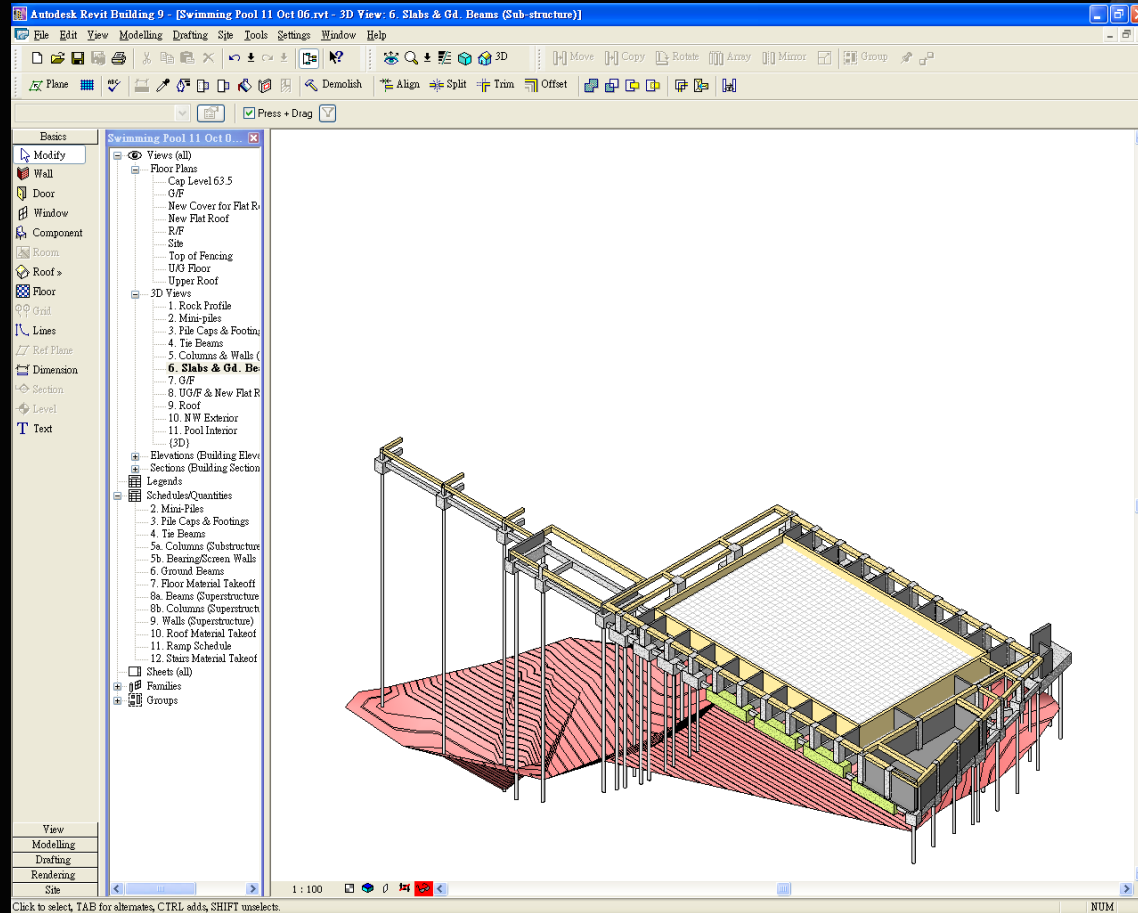 Autodesk Revit Building 9 - [Swimming Pool 11 Oct 06.rvt - 3D View: 6. Slabs & Gd. Beams (Sub-structure)]
File Edit View Modelling Drafting Site Tools Settings Window Help
3D Move Copy Rotate Array Mirror Group
Plane Demolish Align Split Trim Offset
Press + Drag
Basics
Modify
Wall
Door
Window
Component
Room
Roof »
Floor
Grid
Lines
Ref Plane
Dimension
Section
Level
Text
View
Modelling
Drafting
Rendering
Site
Swimming Pool 11 Oct 0...
Views (all)
Floor Plans
Cap Level 63.5
G/F
New Cover for Flat R
New Flat Roof
R/F
Site
Top of Fencing
U/G Floor
Upper Roof
3D Views
1. Rock Profile
2. Mini-piles
3. Pile Caps & Footing
4. Tie Beams
5. Columns & Walls (
6. Slabs & Gd. Be
7. G/F
8. UG/F & New Flat R
9. Roof
10. NW Exterior
11. Pool Interior
{3D}
Elevations (Building Eleve
Sections (Building Section
Legends
Schedules/Quantities
2. Mini-Piles
3. Pile Caps & Footings
4. Tie Beams
5a. Columns (Substructure
5b. Bearing/Screen Walls
6. Ground Beams
7. Floor Material Takeoff
8a. Beams (Superstructure
8b. Columns (Superstructu
9. Walls (Superstructure)
10. Roof Material Takeof
11. Ramp Schedule
12. Stairs Material Takeof
Sheets (all)
Families
Groups
1 : 100
Click to select, TAB for alternates, CTRL adds, SHIFT unselects.
NUM